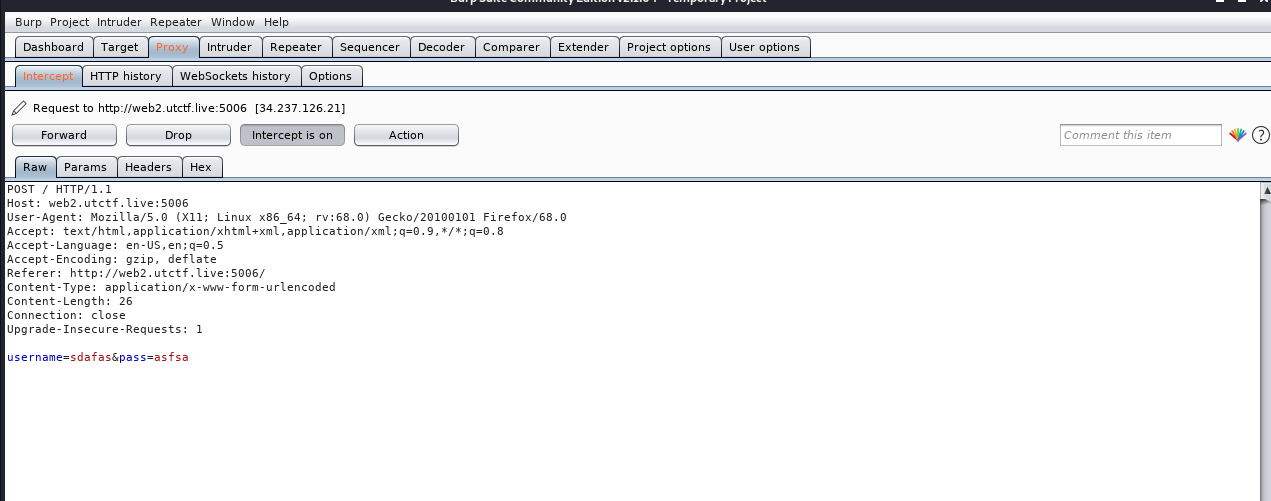 Burp Suite Community Edition v2.1.04 - Temporary Project
Burp Project Intruder Repeater Window Help
Dashboard Target Proxy Intruder Repeater Sequencer Decoder Comparer Extender Project options User options
Intercept HTTP history WebSockets history Options
Request to http://web2.utctf.live:5006 [34.237.126.21]
Forward Drop Intercept is on Action Comment this item ?
Raw Params Headers Hex
POST / HTTP/1.1
Host: web2.utctf.live:5006
User-Agent: Mozilla/5.0 (X11; Linux x86_64; rv:68.0) Gecko/20100101 Firefox/68.0
Accept: text/html,application/xhtml+xml,application/xml;q=0.9,*/*;q=0.8
Accept-Language: en-US,en;q=0.5
Accept-Encoding: gzip, deflate
Referer: http://web2.utctf.live:5006/
Content-Type: application/x-www-form-urlencoded
Content-Length: 26
Connection: close
Upgrade-Insecure-Requests: 1
username=sdafas&pass=asfsa